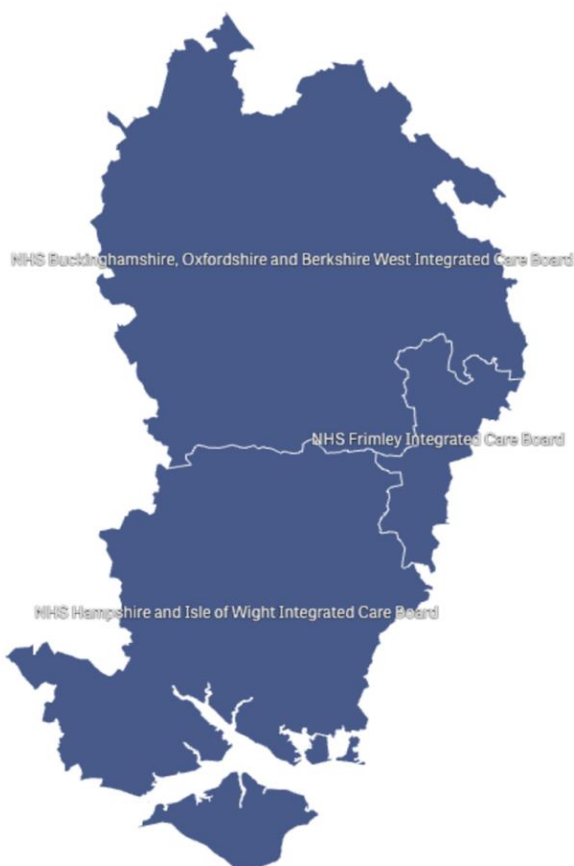 NHS Buckinghamshire, Oxfordshire and Berkshire West Integrated Care Board
NHS Frimley Integrated Care Board
NHS Hampshire and Isle of Wight Integrated Care Board